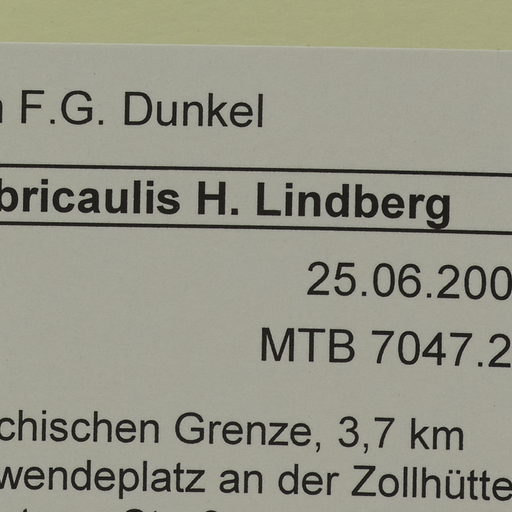 F.G. Dunkel
bricaulis H. Lindberg
25.06.200
MTB 7047.2
chischen Grenze, 3,7 km
wendeplatz an der Zollhütte